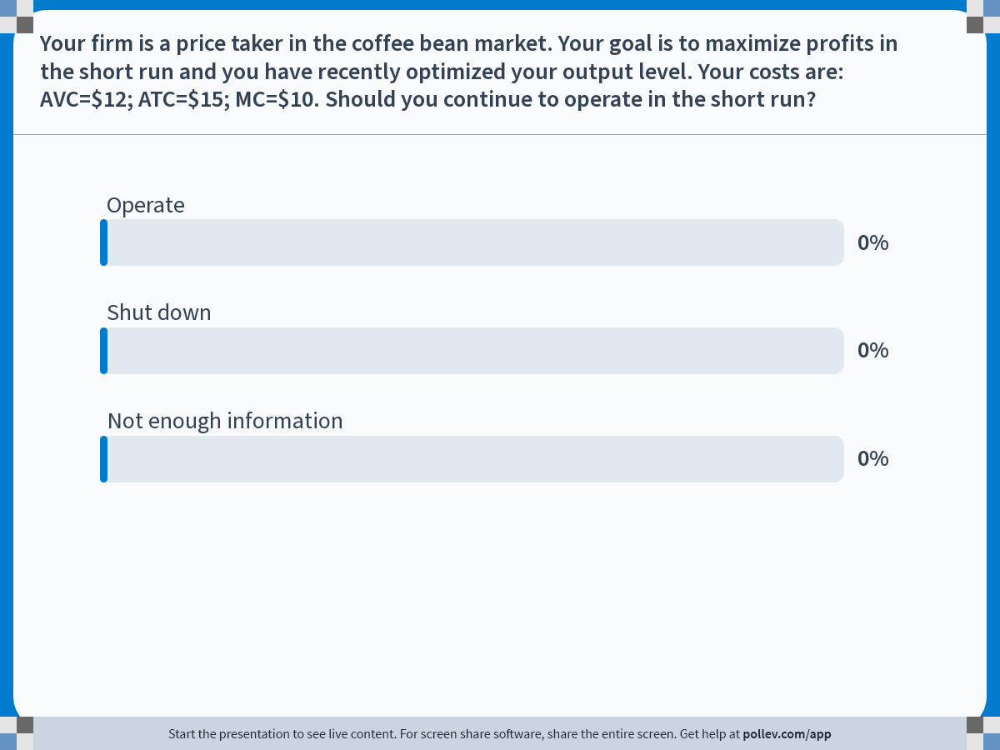 Your firm is a price taker in the coffee bean market. Your goal is to maximize profits in
the short run and you have recently optimized your output level. Your costs are:
AVC=$12; ATC=$15; MC=$10. Should you continue to operate in the short run?
Operate
0%
Shut down
0%
Not enough information
0%
Start the presentation to see live content. For screen share software, share the entire screen. Get help at pollev.com/app